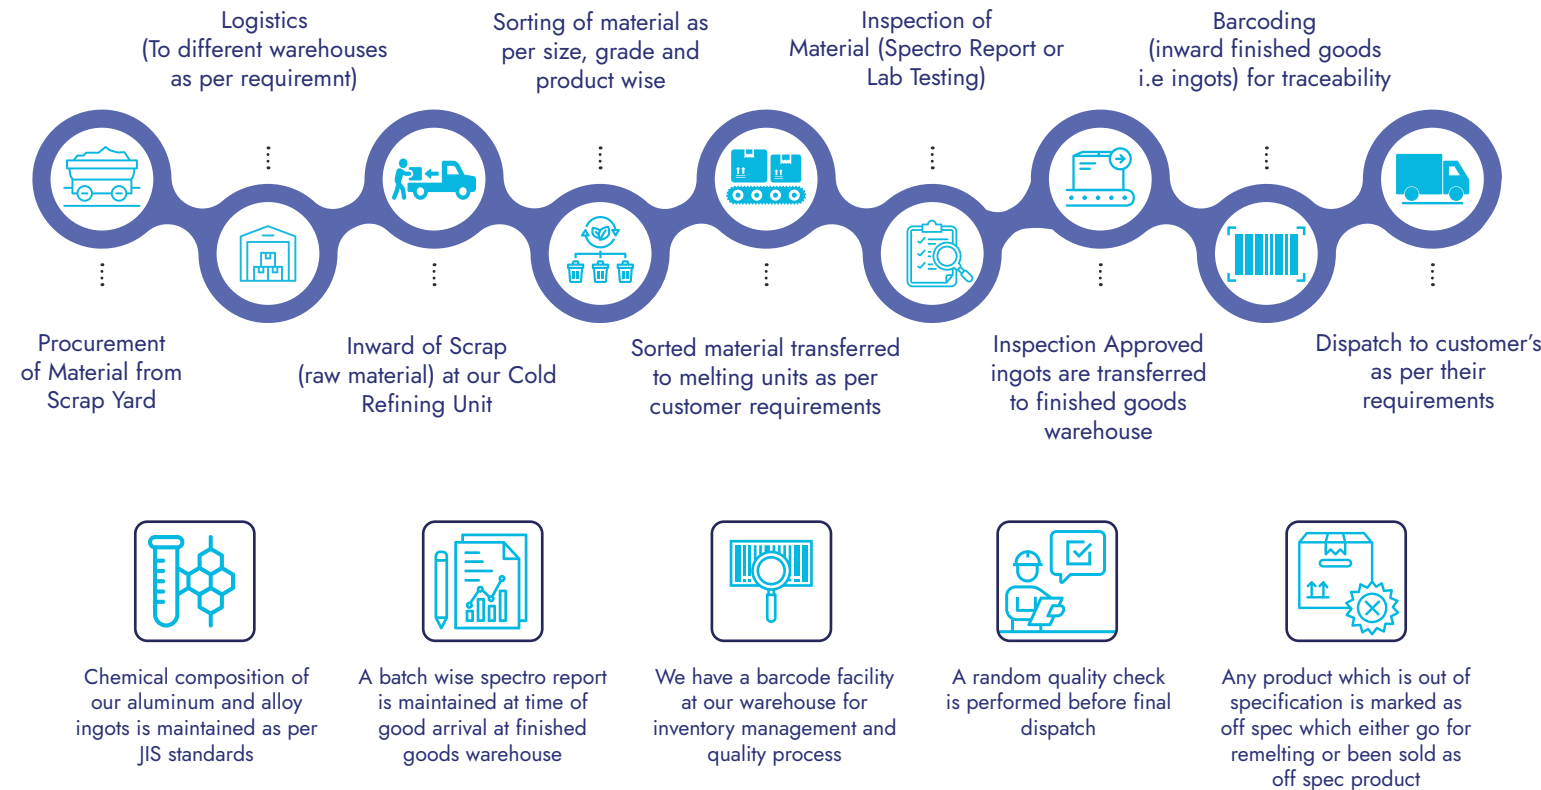 Logistics
(To different warehouses
as per requiremnt)
Sorting of material as
per size, grade and
product wise
Inspection of
Material (Spectro Report or
Lab Testing)
Barcoding
(inward finished goods
i.e ingots) for traceability
Procurement
of Material from
Scrap Yard
Inward of Scrap
(raw material) at our Cold
Refining Unit
Sorted material transferred
to melting units as per
customer requirements
Inspection Approved
ingots are transferred
to finished goods
warehouse
Dispatch to customer’s
as per their
requirements
Chemical composition of
our aluminum and alloy
ingots is maintained as per
JIS standards
A batch wise spectro report
is maintained at time of
good arrival at finished
goods warehouse
We have a barcode facility
at our warehouse for
inventory management and
quality process
A random quality check
is performed before final
dispatch
Any product which is out of
specification is marked as
off spec which either go for
remelting or been sold as
off spec product